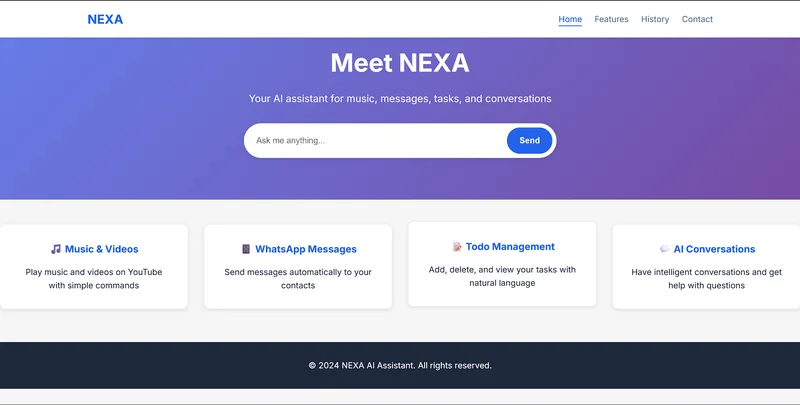 NEXA
Home Features History Contact
Meet NEXA
Your AI assistant for music, messages, tasks, and conversations
Ask me anything...
Send
Music & Videos
Play music and videos on YouTube
with simple commands
WhatsApp Messages
Send messages automatically to your
contacts
Todo Management
Add, delete, and view your tasks with
natural language
AI Conversations
Have intelligent conversations and get
help with questions
© 2024 NEXA AI Assistant. All rights reserved.